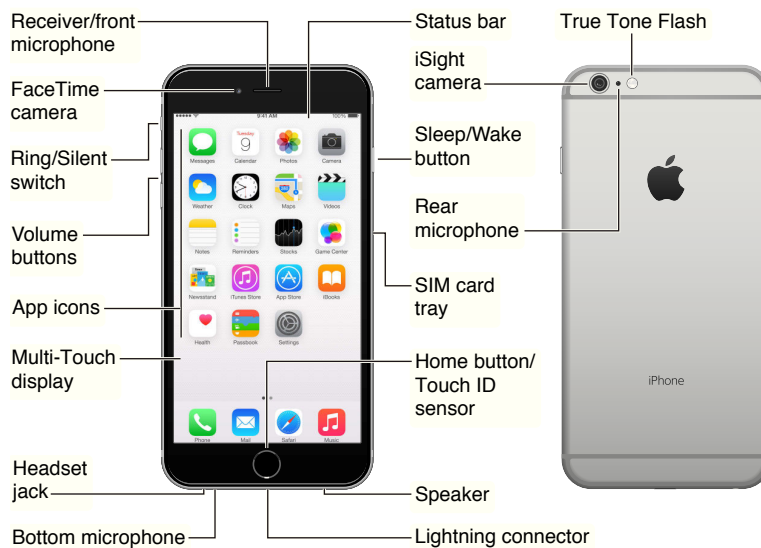 Receiver/front
microphone
FaceTime
camera
Ring/Silent
switch
Volume
buttons
App icons
Multi-Touch
display
Headset
jack
Bottom microphone
9:41 AM
100%
Messages
Tuesday
9
Calendar
Photos
Camera
Weather
Clock
Maps
Videos
Notes
Reminders
Stocks
Game Center
Newsstand
iTunes Store
App Store
iBooks
Health
Passbook
Settings
Phone
Mail
Safari
Music
Status bar
iSight
camera
Sleep/Wake
button
Rear
microphone
SIM card
tray
Home button/
Touch ID
sensor
Speaker
Lightning connector
True Tone Flash
iPhone